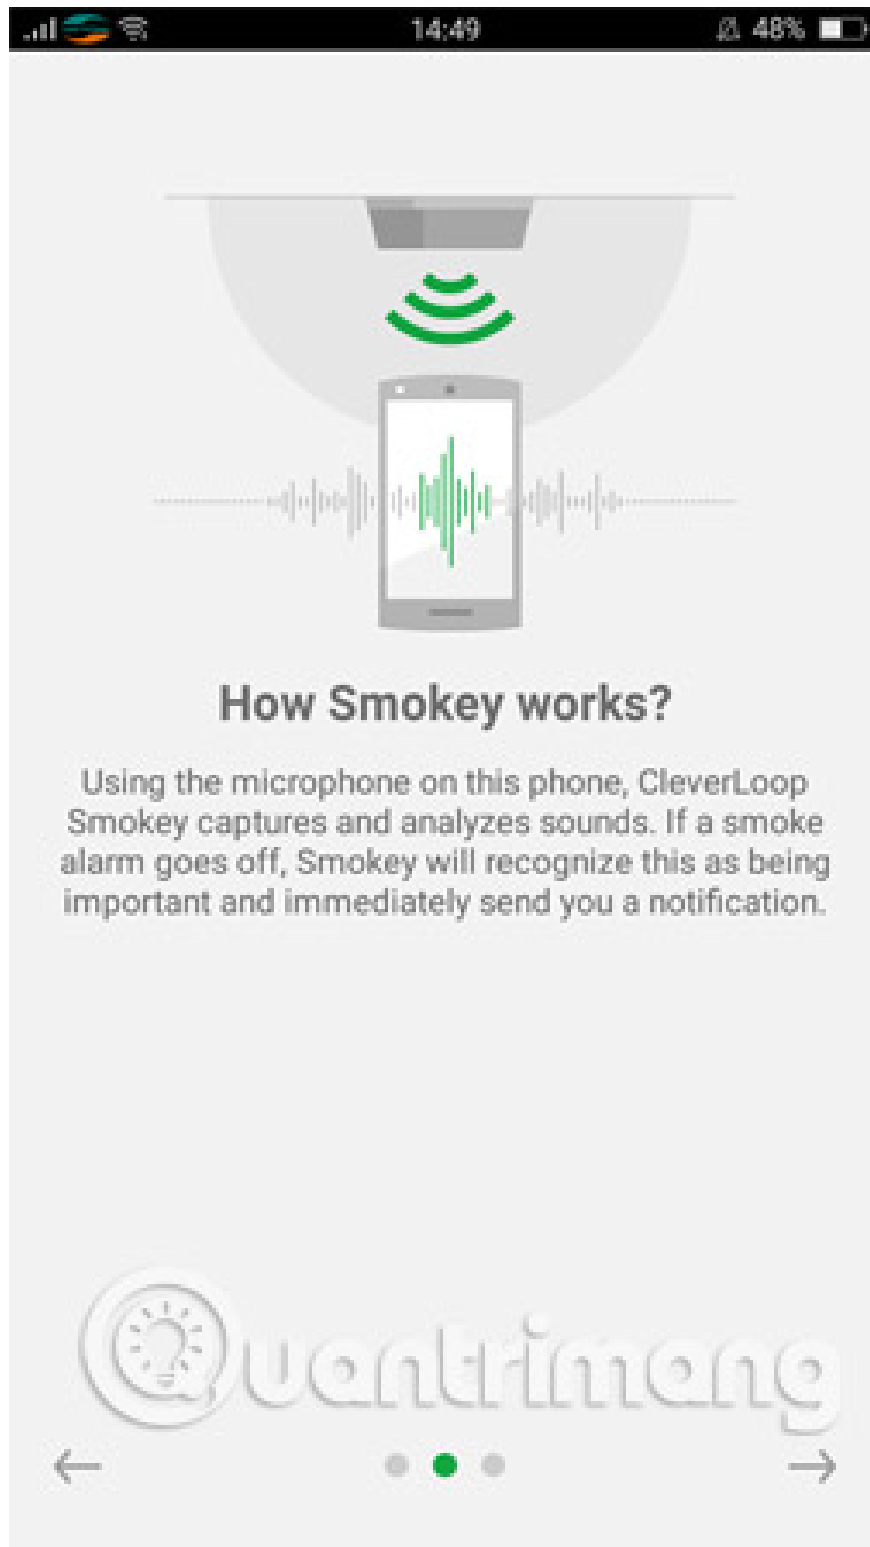 14:49 48%
How Smokey works?
Using the microphone on this phone, CleverLoop
Smokey captures and analyzes sounds. If a smoke
alarm goes off, Smokey will recognize this as being
important and immediately send you a notification.
Quantrimang